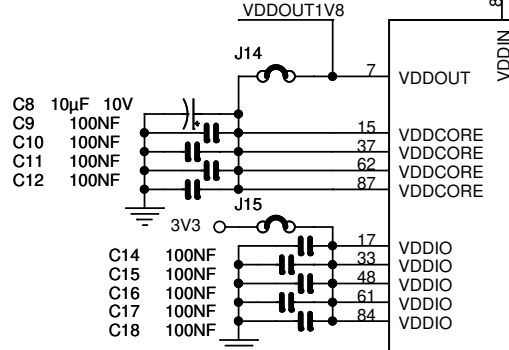 VDDOUT1V8
8
VDDIN
J14
7 VDDOUT
C8 10µF 10V
C9 100NF
C10 100NF
C11 100NF
C12 100NF
15 VDDCORE
37 VDDCORE
62 VDDCORE
87 VDDCORE
J15
3V3
17 VDDIO
33 VDDIO
48 VDDIO
61 VDDIO
84 VDDIO
C14 100NF
C15 100NF
C16 100NF
C17 100NF
C18 100NF